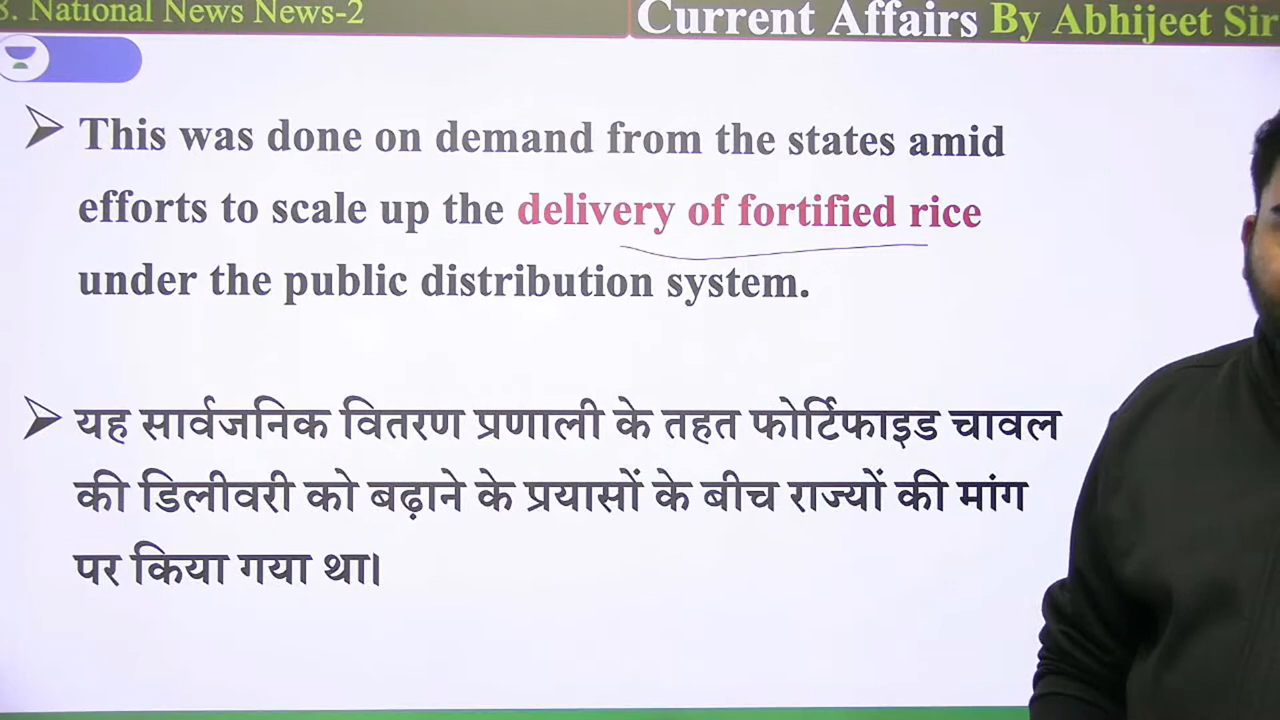 3. National News News-2
Current Affairs By Abhijeet Sir
This was done on demand from the states amid
efforts to scale up the delivery of fortified rice
under the public distribution system.
यह सार्वजनिक वितरण प्रणाली के तहत फोर्टिफाइड चावल
की डिलीवरी को बढ़ाने के प्रयासों के बीच राज्यों की मांग
पर किया गया था।